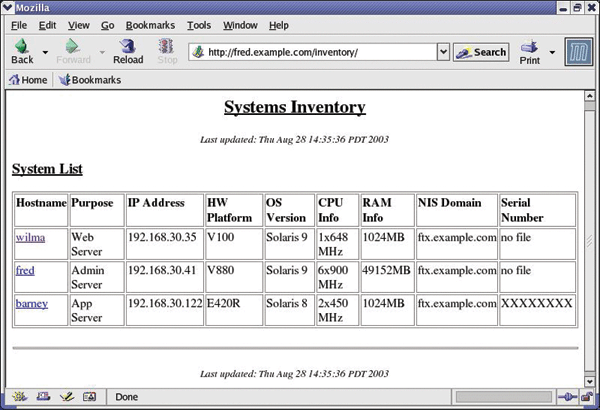 Mozilla
File Edit View Go Bookmarks Tools Window Help
Back Forward Reload Stop http://fred.example.com/inventory/ Search Print
Home Bookmarks
Systems Inventory
Last updated: Thu Aug 28 14:35:36 PDT 2003
System List
Hostname Purpose IP Address HW Platform OS Version CPU Info RAM Info NIS Domain Serial Number
wilma Web Server 192.168.30.35 V100 Solaris 9 1x648 MHz 1024MB ftx.example.com no file
fred Admin Server 192.168.30.41 V880 Solaris 9 6x900 MHz 49152MB ftx.example.com no file
barney App Server 192.168.30.122 E420R Solaris 8 2x450 MHz 1024MB ftx.example.com XXXXXXXX
Last updated: Thu Aug 28 14:35:36 PDT 2003
Done